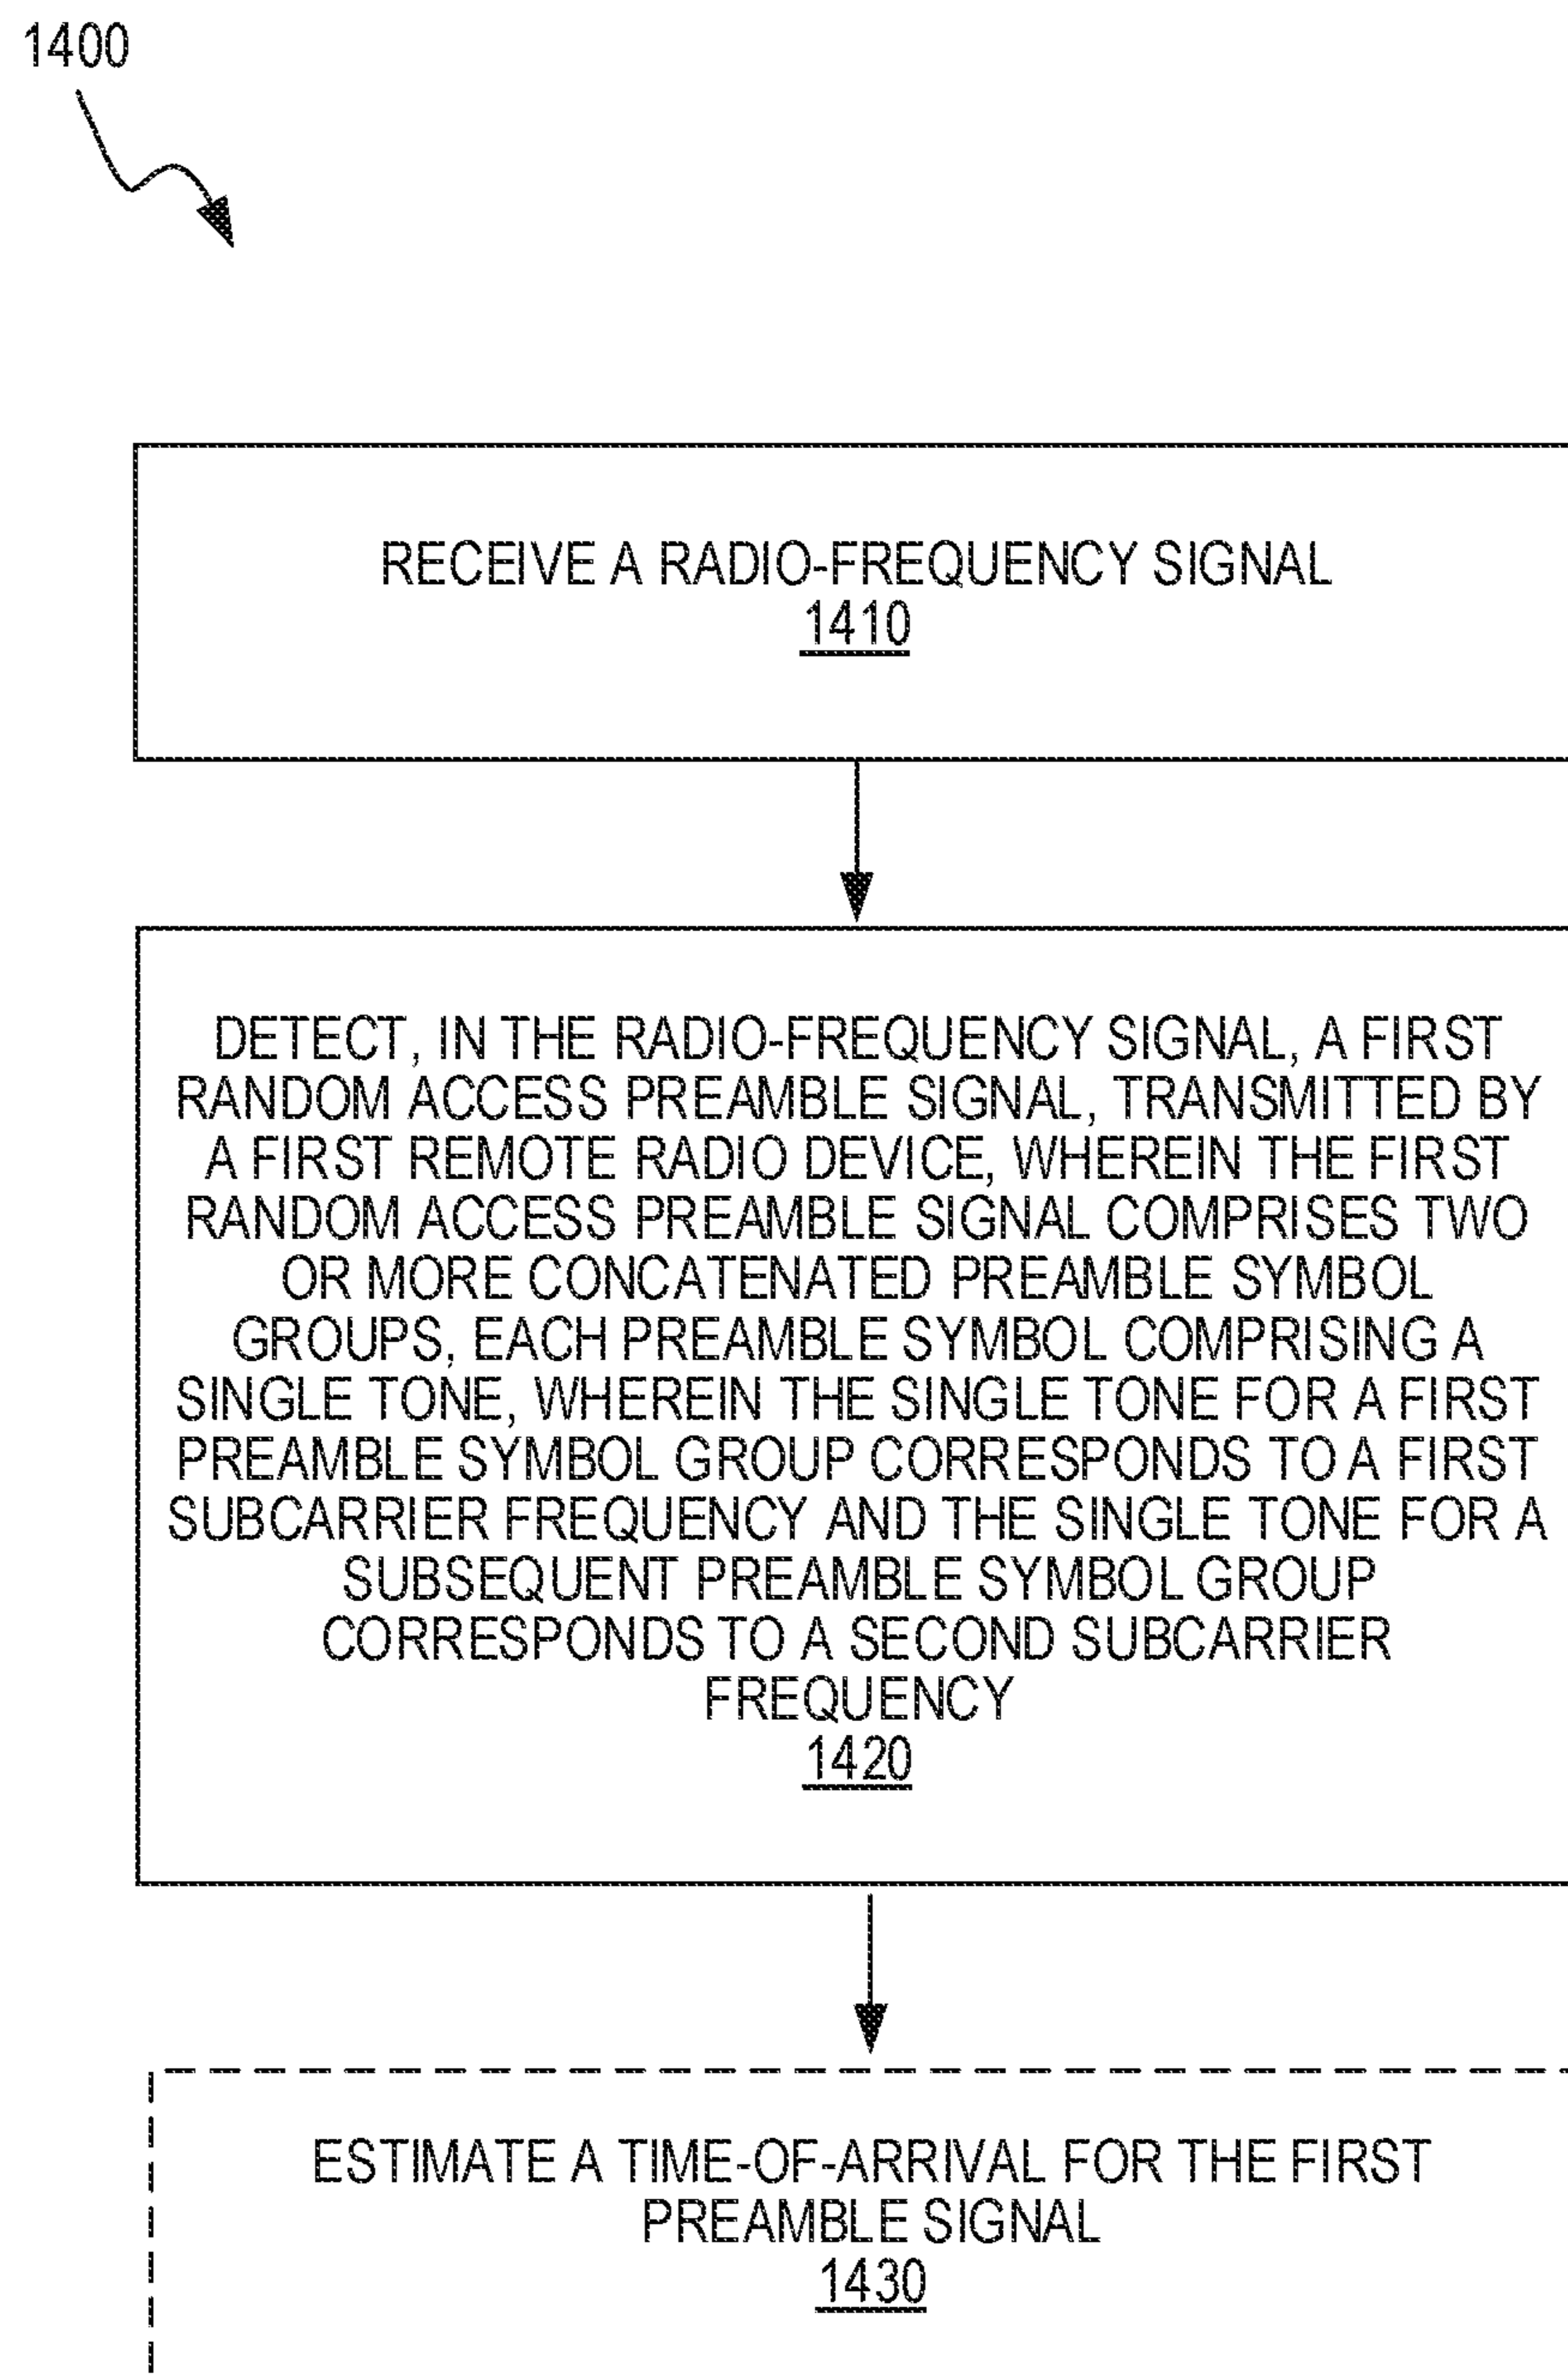 1400
RECEIVE A RADIO-FREQUENCY SIGNAL
1410
DETECT, IN THE RADIO-FREQUENCY SIGNAL, A FIRST
RANDOM ACCESS PREAMBLE SIGNAL, TRANSMITTED BY
A FIRST REMOTE RADIO DEVICE, WHEREIN THE FIRST
RANDOM ACCESS PREAMBLE SIGNAL COMPRISES TWO
OR MORE CONCATENATED PREAMBLE SYMBOL
GROUPS, EACH PREAMBLE SYMBOL COMPRISING A
SINGLE TONE, WHEREIN THE SINGLE TONE FOR A FIRST
PREAMBLE SYMBOL GROUP CORRESPONDS TO A FIRST
SUBCARRIER FREQUENCY AND THE SINGLE TONE FOR A
SUBSEQUENT PREAMBLE SYMBOL GROUP
CORRESPONDS TO A SECOND SUBCARRIER
FREQUENCY
1420
ESTIMATE A TIME-OF-ARRIVAL FOR THE FIRST
PREAMBLE SIGNAL
1430